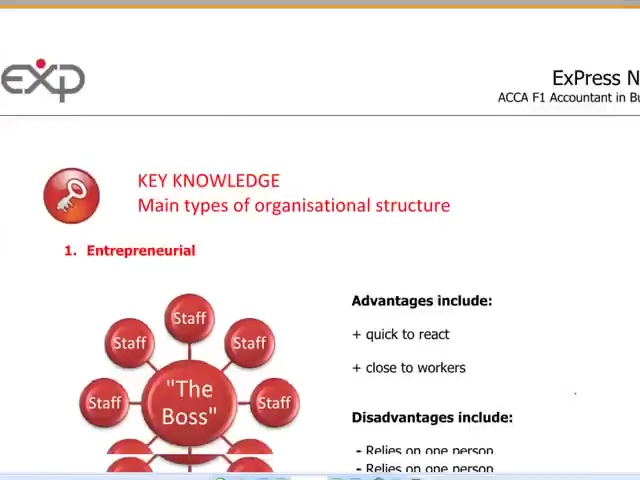 exp
ExPress N
ACCA F1 Accountant in Bu
KEY KNOWLEDGE
Main types of organisational structure
1. Entrepreneurial
Staff
Staff
Staff
Staff
"The
Boss"
Staff
Advantages include:
+ quick to react
+ close to workers
Disadvantages include:
- Relies on one person
- Relies on one person